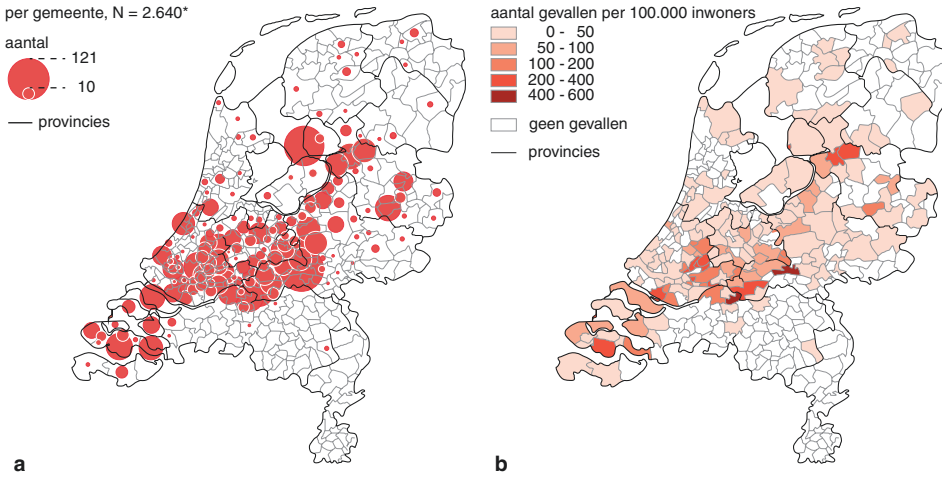 per gemeente, N = 2.640*
aantal
121
10
provincies
a
aantal gevallen per 100.000 inwoners
0 - 50
50 - 100
100 - 200
200 - 400
400 - 600
geen gevallen
provincies
b